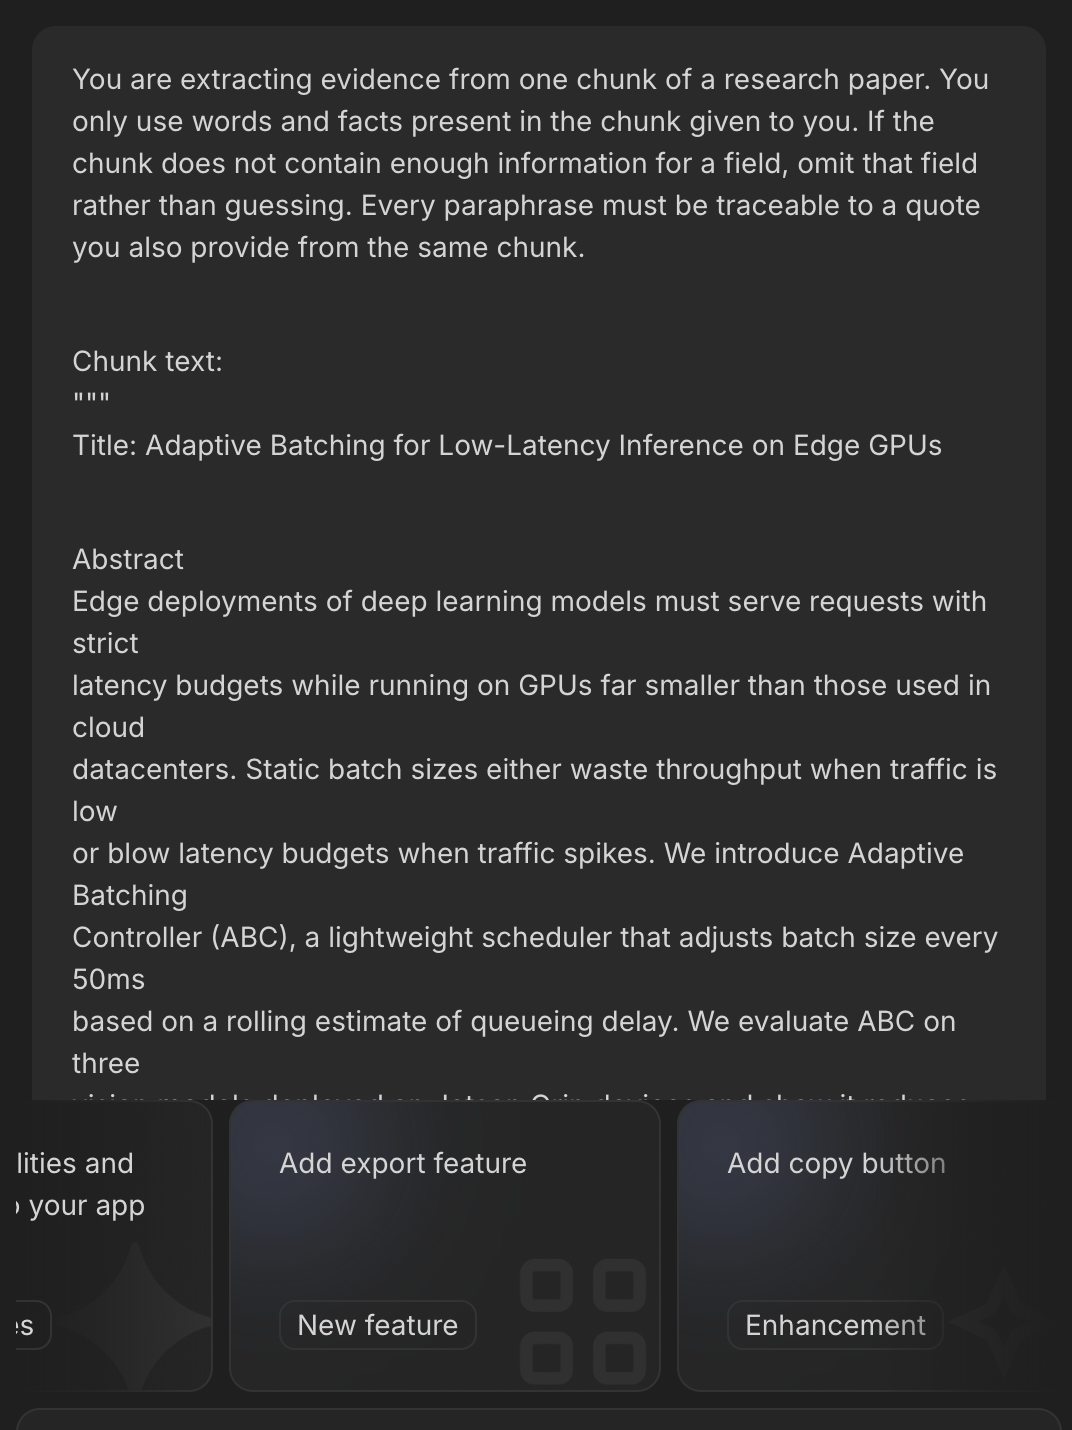 You are extracting evidence from one chunk of a research paper. You
only use words and facts present in the chunk given to you. If the
chunk does not contain enough information for a field, omit that field
rather than guessing. Every paraphrase must be traceable to a quote
you also provide from the same chunk.
Chunk text:
"""
Title: Adaptive Batching for Low-Latency Inference on Edge GPUs
Abstract
Edge deployments of deep learning models must serve requests with
strict
latency budgets while running on GPUs far smaller than those used in
cloud
datacenters. Static batch sizes either waste throughput when traffic is
low
or blow latency budgets when traffic spikes. We introduce Adaptive
Batching
Controller (ABC), a lightweight scheduler that adjusts batch size every
50ms
based on a rolling estimate of queueing delay. We evaluate ABC on
three
and
your app
Add export feature
New feature
Add copy button
Enhancement